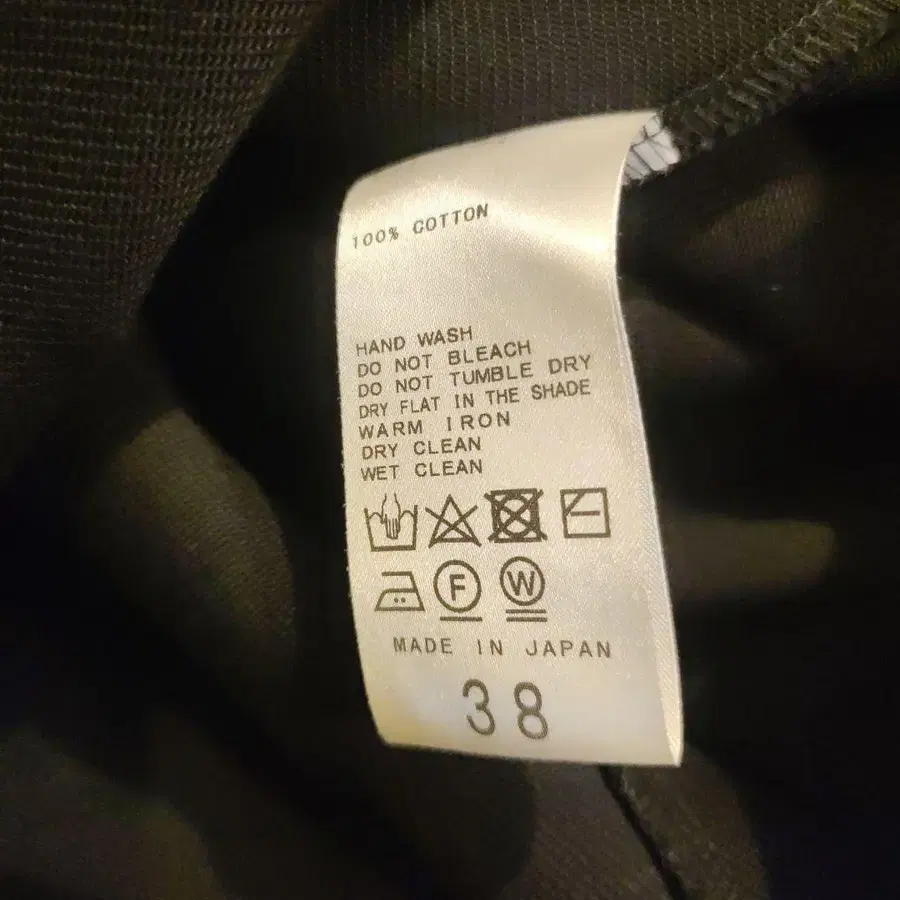 100% COTTON
HAND WASH
DO NOT BLEACH
DO NOT TUMBLE DRY
DRY FLAT IN THE SHADE
WARM IRON
DRY CLEAN
WET CLEAN
F W
MADE IN JAPAN
38